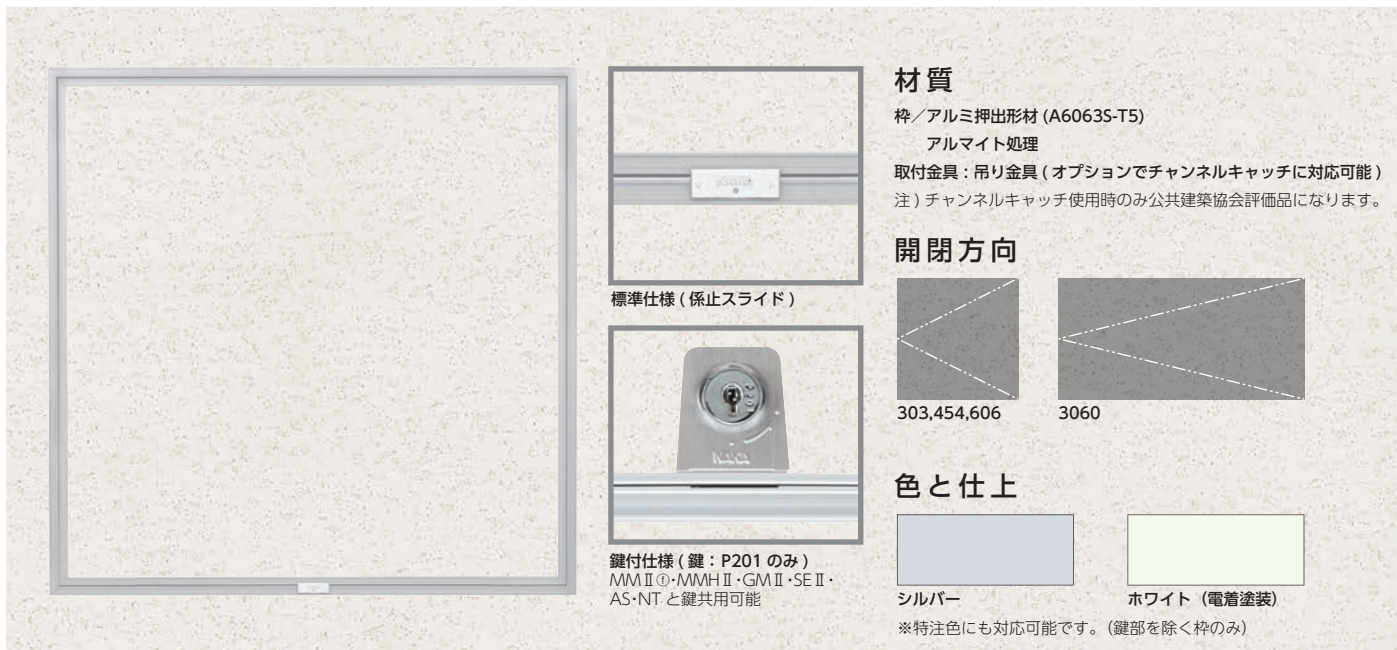 材質
枠／アルミ押出形材 (A6063S-T5)
アルマイト処理
取付金具 : 吊り金具 ( オプションでチャンネルキャッチに対応可能 )
注 ) チャンネルキャッチ使用時のみ公共建築協会評価品になります。
標準仕様 ( 係止スライド )
開閉方向
303,454,606
3060
NAKA
鍵付仕様 ( 鍵 : P201 のみ )
MMⅡⓕ・MMHⅡ・GMⅡ・SEⅡ・
AS・NT と鍵共用可能
色と仕上
シルバー
ホワイト（電着塗装）
※特注色にも対応可能です。（鍵部を除く枠のみ）